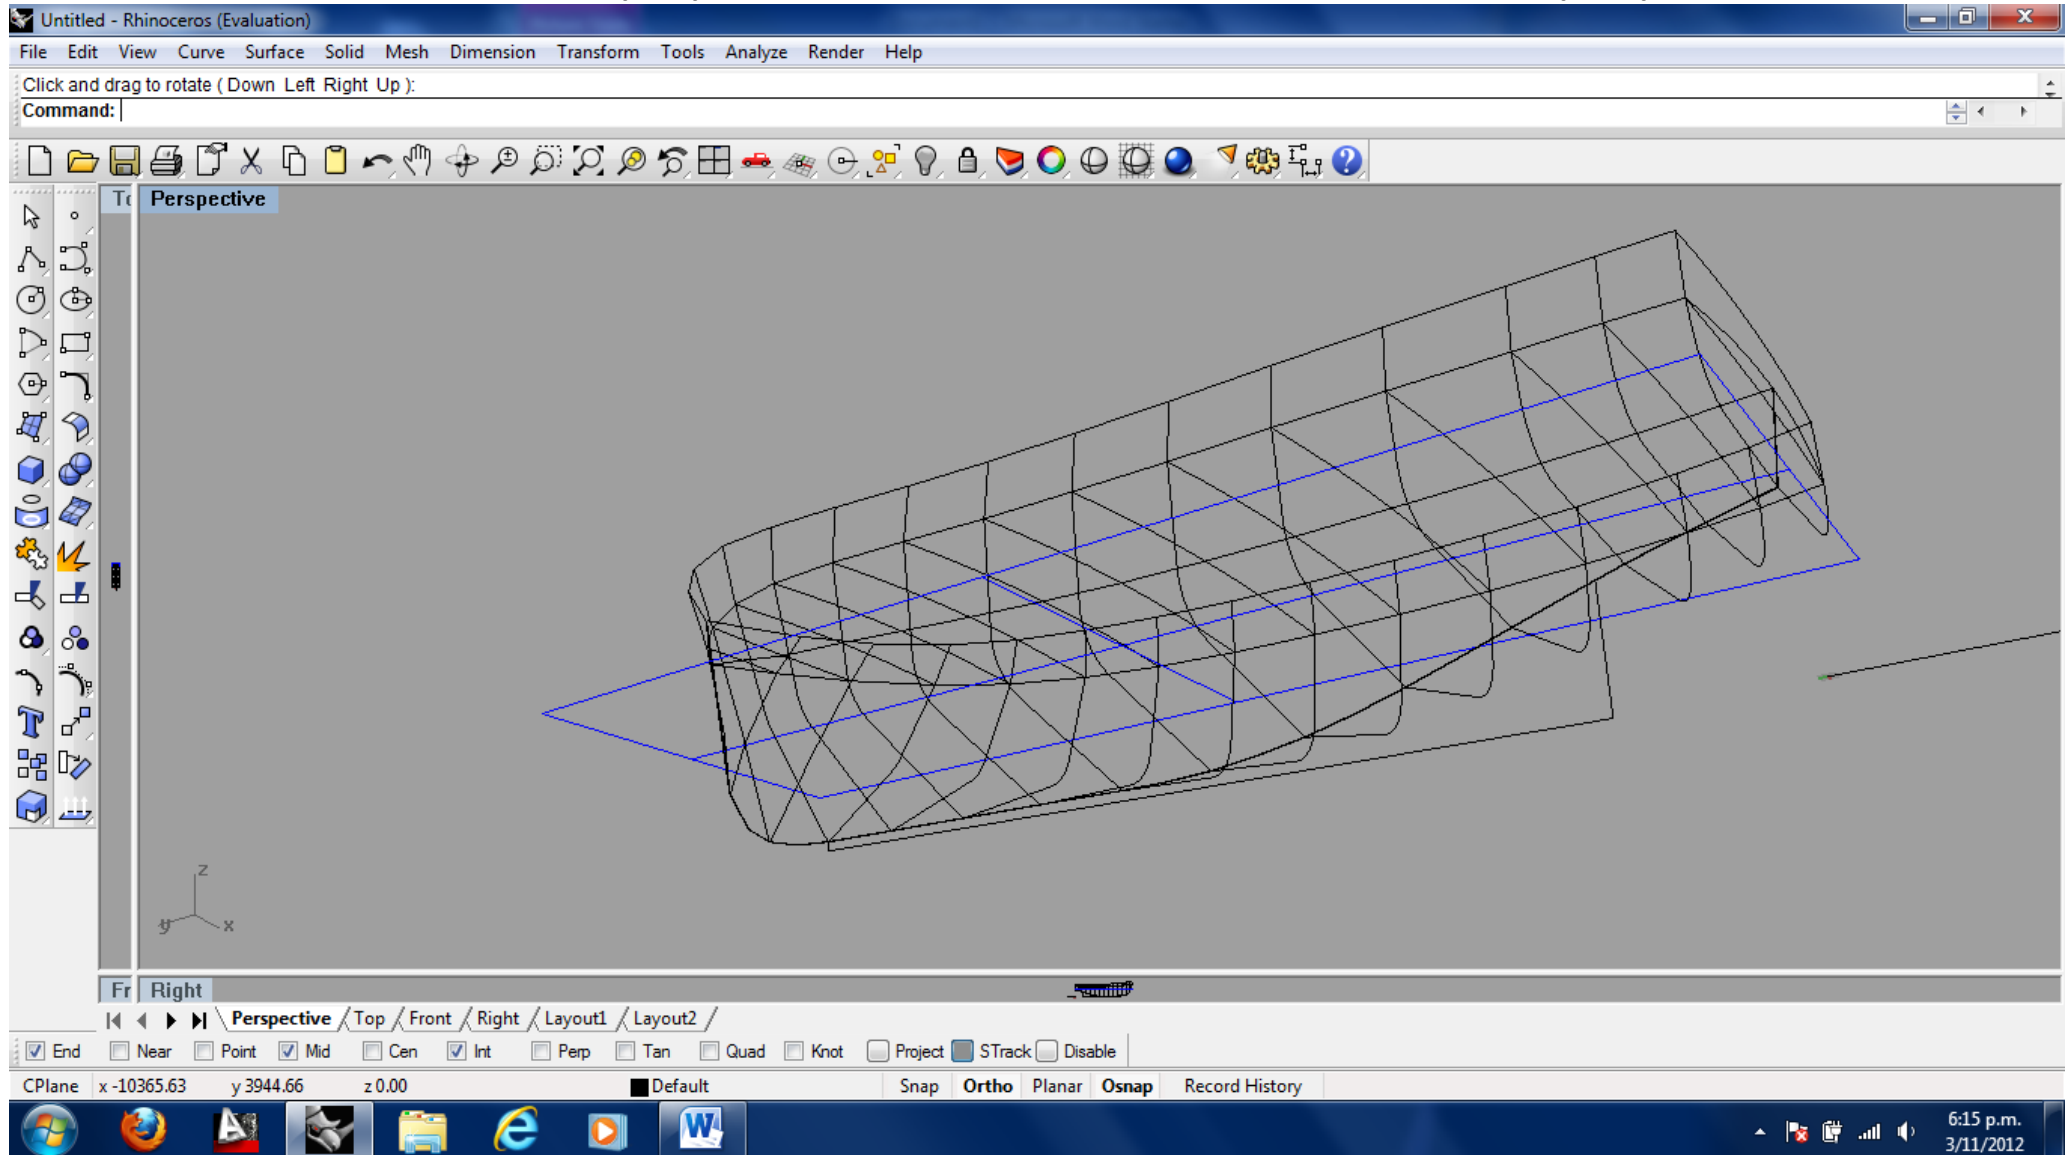 Untitled - Rhinoceros (Evaluation)
File Edit View Curve Surface Solid Mesh Dimension Transform Tools Analyze Render Help
Click and drag to rotate ( Down Left Right Up ):
Command:
To Perspective
z
y x
Fr Right
Perspective Top Front Right Layout1 Layout2
End Near Point Mid Cen Int Perp Tan Quad Knot Project STrack Disable
CPlane x -10365.63 y 3944.66 z 0.00 Default Snap Ortho Planar Osnap Record History
6:15 p.m.
3/11/2012